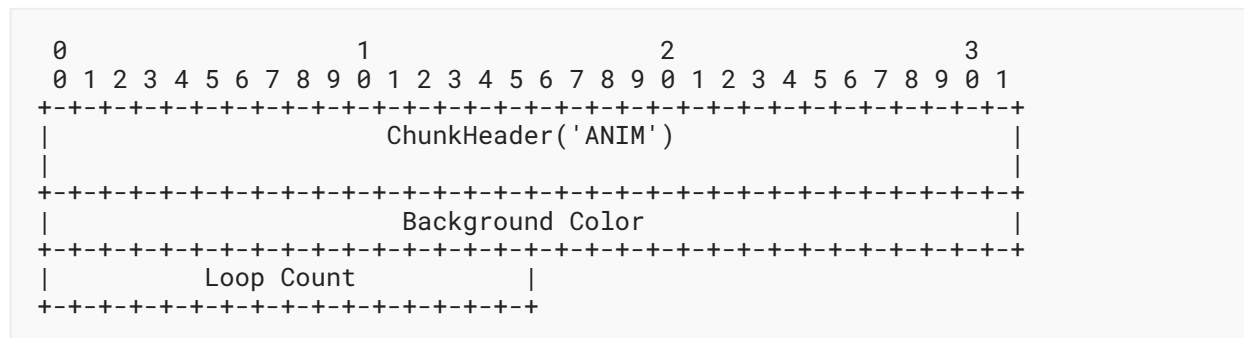 0                   1                   2                   3
 0 1 2 3 4 5 6 7 8 9 0 1 2 3 4 5 6 7 8 9 0 1 2 3 4 5 6 7 8 9 0 1
+-+-+-+-+-+-+-+-+-+-+-+-+-+-+-+-+-+-+-+-+-+-+-+-+-+-+-+-+-+-+-+-+
|                      ChunkHeader('ANIM')                      |
|                                                               |
+-+-+-+-+-+-+-+-+-+-+-+-+-+-+-+-+-+-+-+-+-+-+-+-+-+-+-+-+-+-+-+-+
|                       Background Color                        |
+-+-+-+-+-+-+-+-+-+-+-+-+-+-+-+-+-+-+-+-+-+-+-+-+-+-+-+-+-+-+-+-+
|          Loop Count           |
+-+-+-+-+-+-+-+-+-+-+-+-+-+-+-+-+